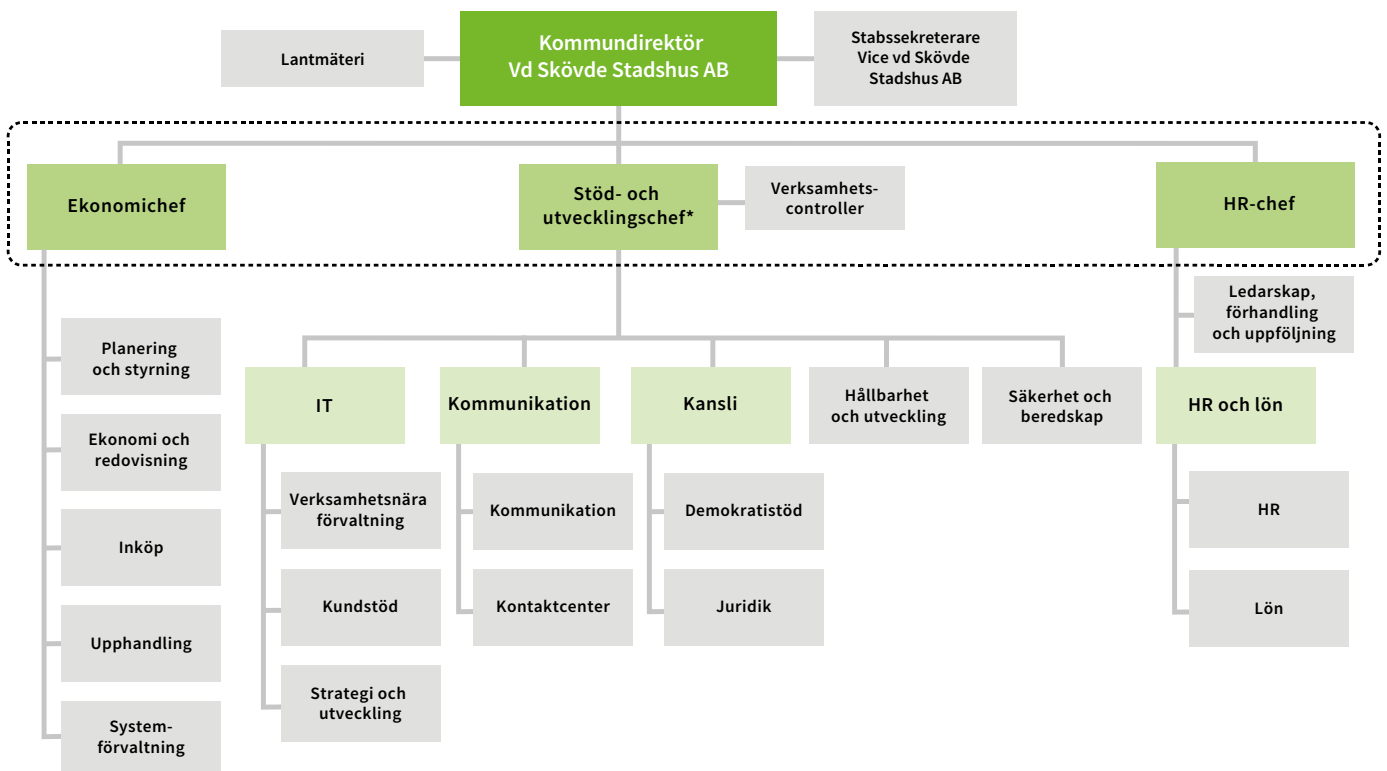 Kommundirektör
Vd Skövde Stadshus AB
Lantmäteri
Stabssekreterare
Vice vd Skövde
Stadshus AB
Ekonomichef
Stöd- och
utvecklingschef*
Verksamhets-
controller
HR-chef
Planering
och styrning
Ekonomi och
redovisning
Inköp
Upphandling
System-
förvaltning
IT
Verksamhetsnära
förvaltning
Kundstöd
Strategi och
utveckling
Kommunikation
Kommunikation
Kontaktcenter
Kansli
Demokratistöd
Juridik
Hållbarhet
och utveckling
Säkerhet och
beredskap
Ledarskap,
förhandling
och uppföljning
HR och lön
HR
Lön